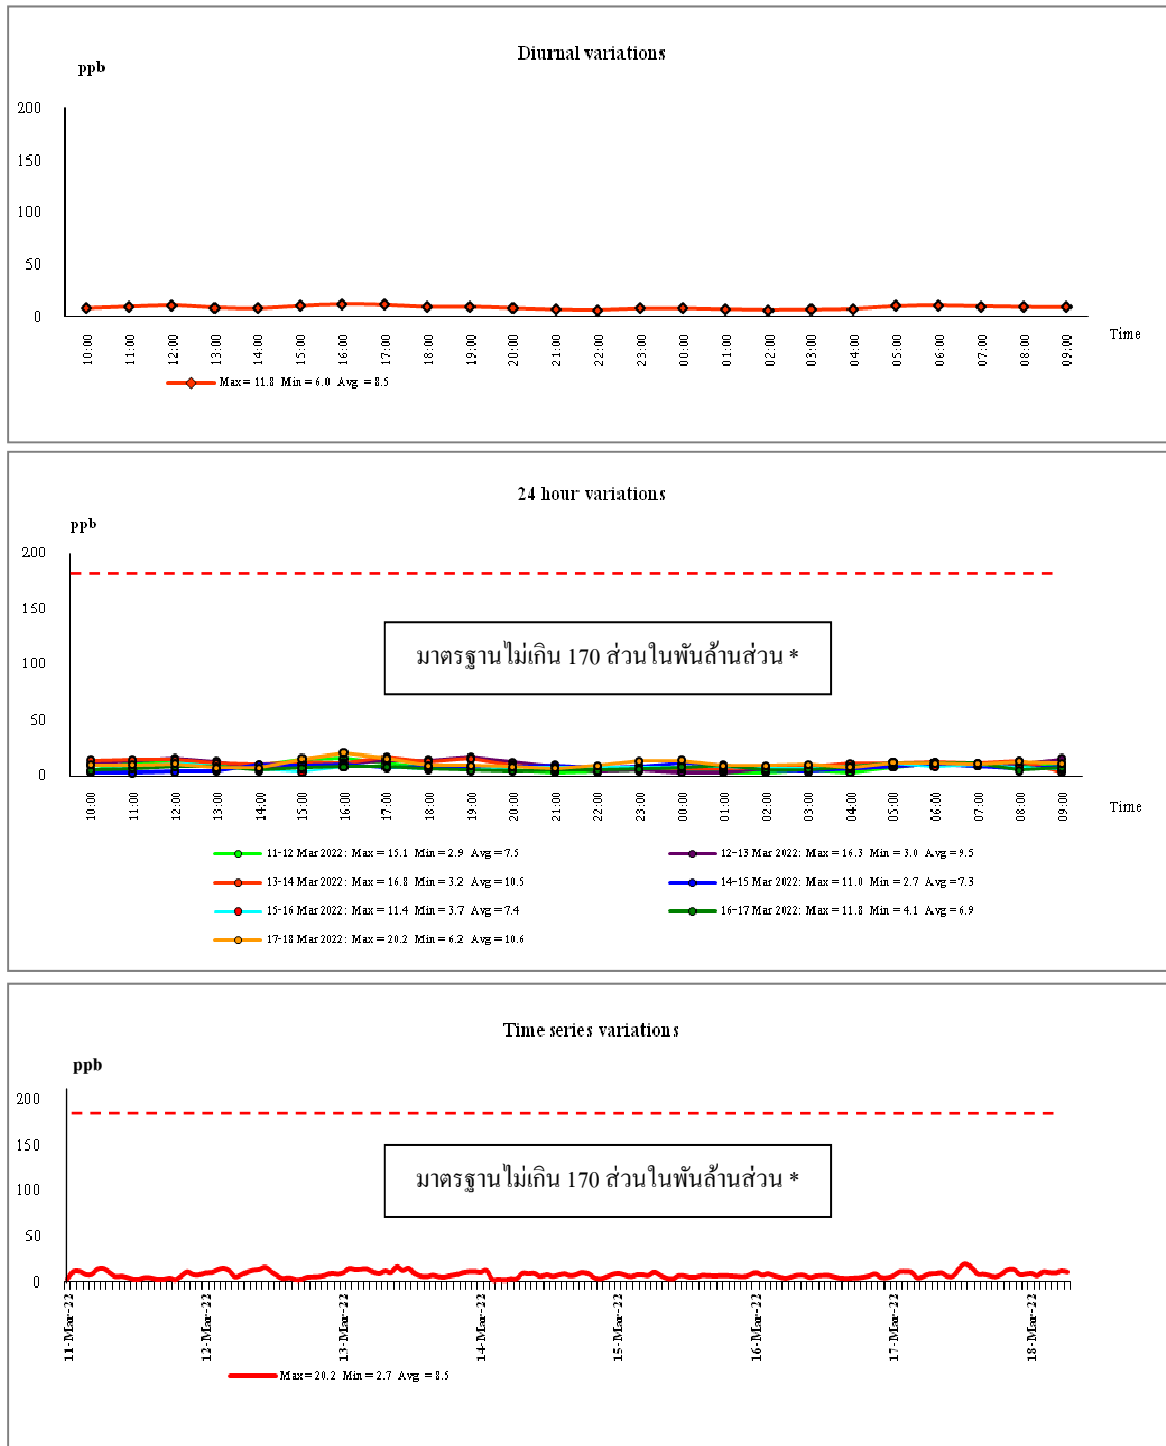 Diurnal variations
ppb
200
150
100
50
0
10:00 11:00 12:00 13:00 14:00 15:00 16:00 17:00 18:00 19:00 20:00 21:00 22:00 23:00 00:00 01:00 02:00 03:00 04:00 05:00 06:00 07:00 08:00 09:00
Time
Max = 11.8 Min = 6.0 Avg = 8.5
24 hour variations
ppb
200
150
100
50
0
มาตรฐานไม่เกิน 170 ส่วนในพันล้านส่วน *
10:00 11:00 12:00 13:00 14:00 15:00 16:00 17:00 18:00 19:00 20:00 21:00 22:00 23:00 00:00 01:00 02:00 03:00 04:00 05:00 06:00 07:00 08:00 09:00
Time
11-12 Mar 2022: Max = 15.1 Min = 2.9 Avg = 7.5
12-13 Mar 2022: Max = 16.3 Min = 3.0 Avg = 9.5
13-14 Mar 2022: Max = 16.8 Min = 3.2 Avg = 10.5
14-15 Mar 2022: Max = 11.0 Min = 2.7 Avg = 7.3
15-16 Mar 2022: Max = 11.4 Min = 3.7 Avg = 7.4
16-17 Mar 2022: Max = 11.8 Min = 4.1 Avg = 6.9
17-18 Mar 2022: Max = 20.2 Min = 6.2 Avg = 10.6
Time series variations
ppb
200
150
100
50
0
มาตรฐานไม่เกิน 170 ส่วนในพันล้านส่วน *
11-Mar-22 12-Mar-22 13-Mar-22 14-Mar-22 15-Mar-22 16-Mar-22 17-Mar-22 18-Mar-22
Max = 20.2 Min = 2.7 Avg = 8.5